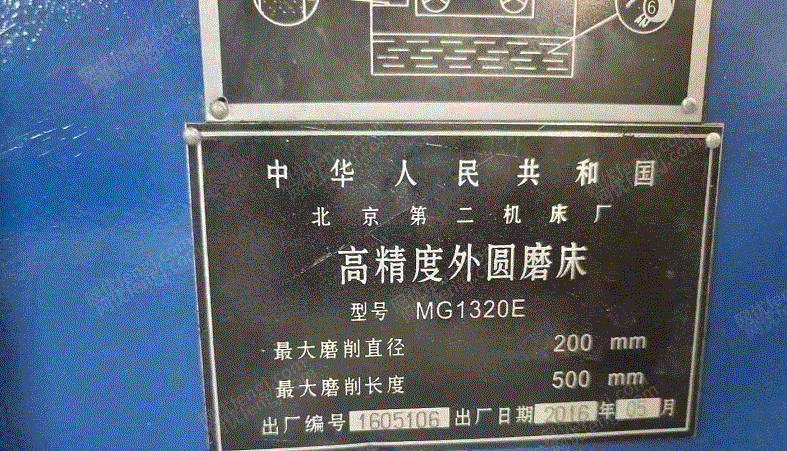 6
中华人民共和国
北京第二机床厂
高精度外圆磨床
型号 MG1320E
最大磨削直径 200 mm
最大磨削长度 500 mm
出厂编号 1605106 出厂日期 2016 年 05 月